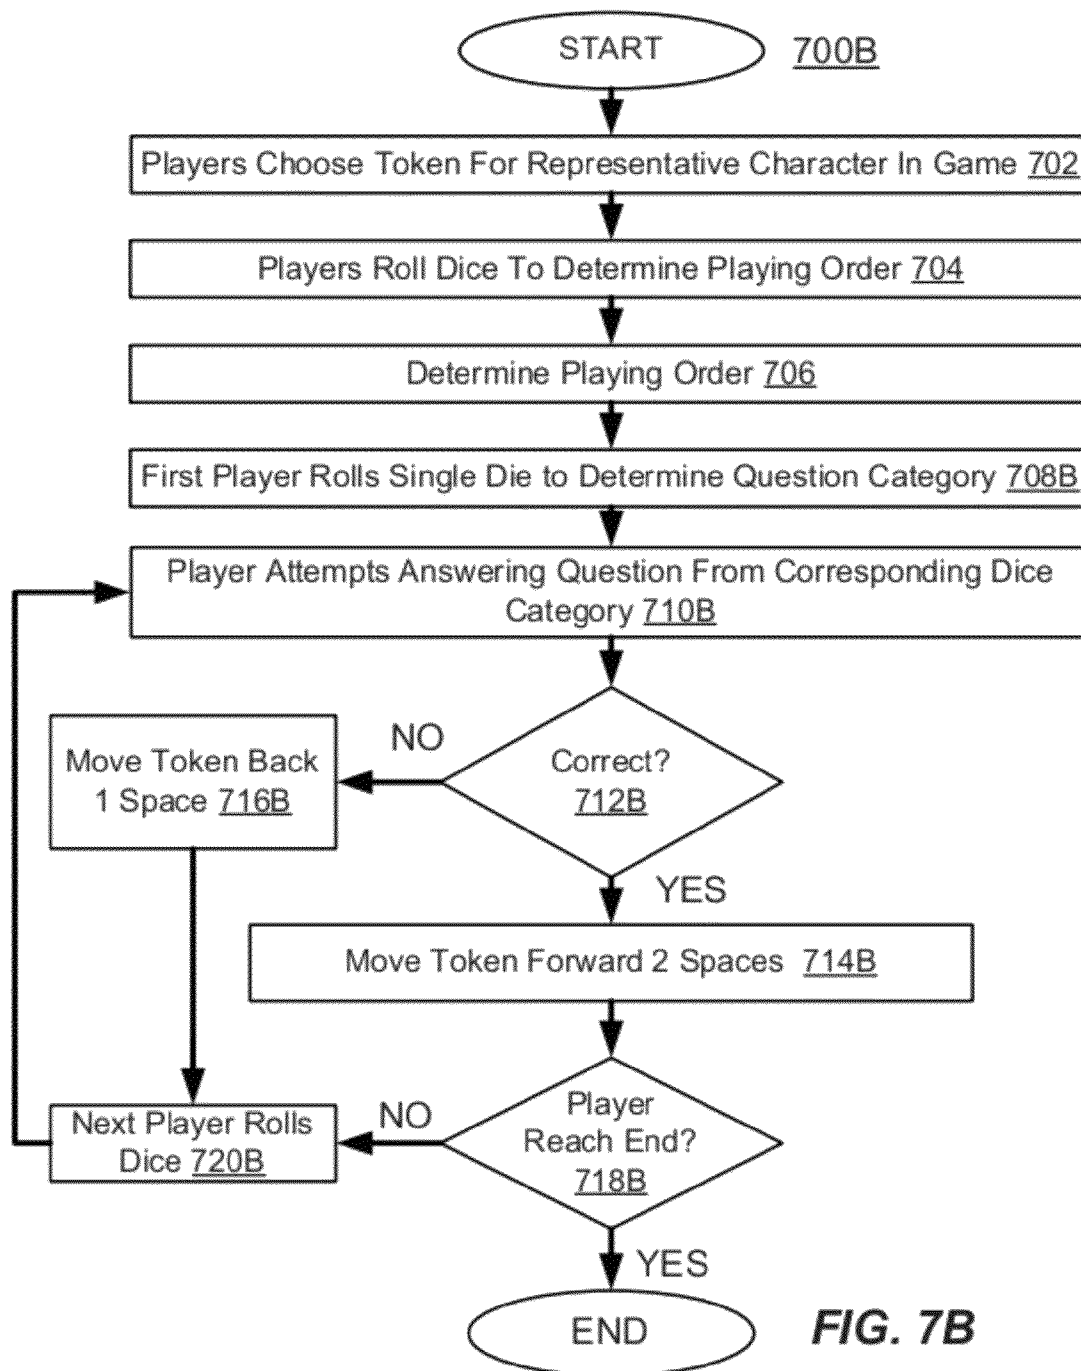 START
700B
Players Choose Token For Representative Character In Game 702
Players Roll Dice To Determine Playing Order 704
Determine Playing Order 706
First Player Rolls Single Die to Determine Question Category 708B
Player Attempts Answering Question From Corresponding Dice
Category 710B
Correct?
712B
NO
Move Token Back
1 Space 716B
YES
Move Token Forward 2 Spaces 714B
Player
Reach End?
718B
NO
Next Player Rolls
Dice 720B
YES
END
FIG. 7B